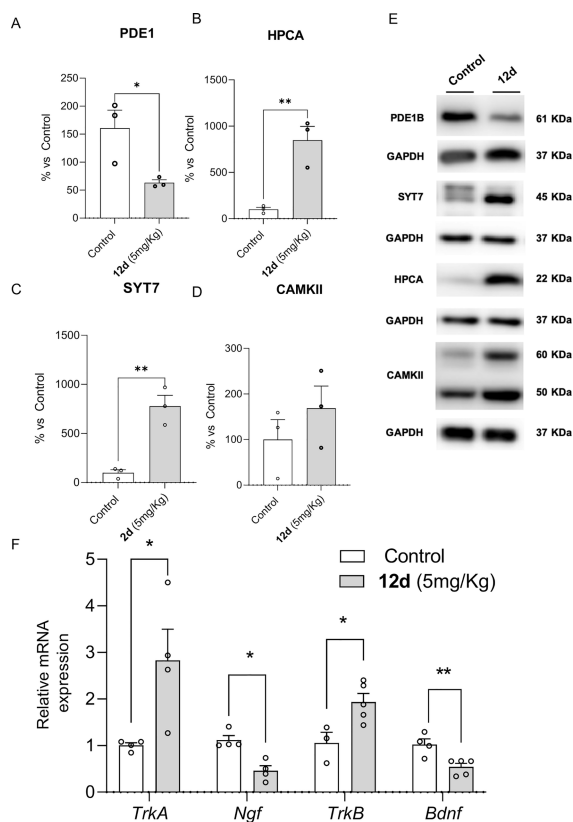 A
PDE1
% vs Control
250
200
150
100
50
0
*
Control
12d (5mg/Kg)
B
HPCA
% vs Control
1500
1000
500
0
**
Control
12d (5mg/Kg)
C
SYT7
% vs Control
1500
1000
500
0
**
Control
2d (5mg/Kg)
D
CAMKII
% vs Control
300
200
100
0
Control
12d (5mg/Kg)
E
Control
12d
PDE1B
61 KDa
GAPDH
37 KDa
SYT7
45 KDa
GAPDH
37 KDa
HPCA
22 KDa
GAPDH
37 KDa
CAMKII
60 KDa
50 KDa
GAPDH
37 KDa
F
Relative mRNA
expression
5
4
3
2
1
0
*
*
*
**
Control
12d (5mg/Kg)
TrkA
Ngf
TrkB
Bdnf